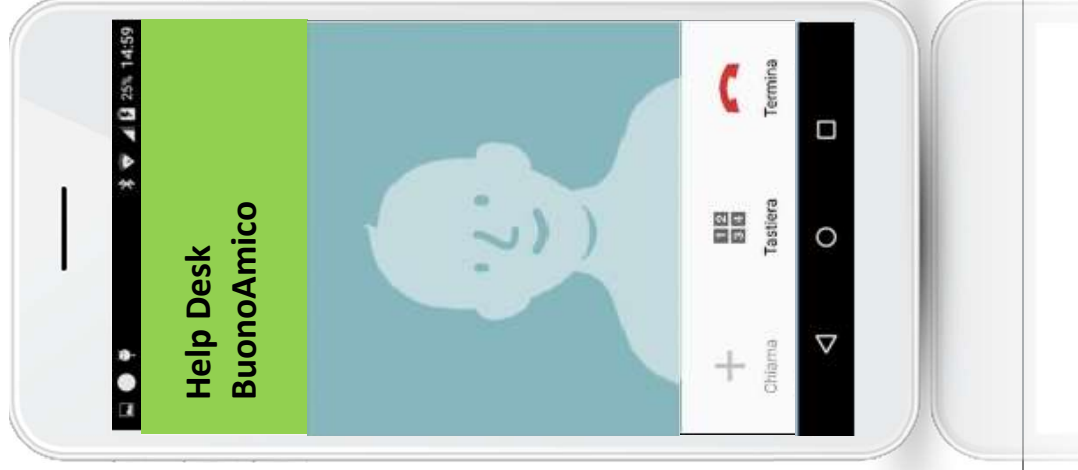 25% 14:59
Help Desk
BuonoAmico
1 2
3 4
Chiama
Tastiera
Termina